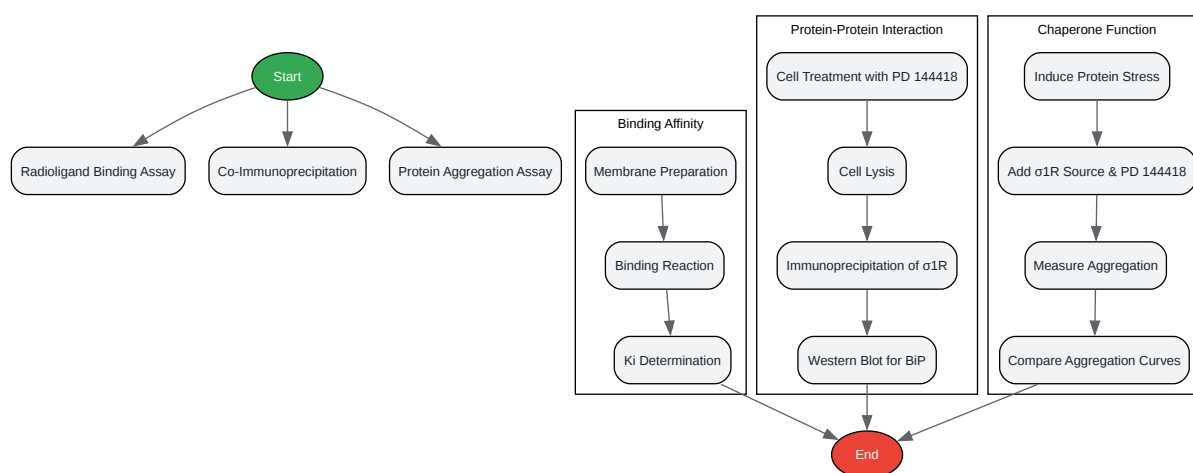 Start
Radioligand Binding Assay
Co-Immunoprecipitation
Protein Aggregation Assay
Binding Affinity
Membrane Preparation
Binding Reaction
Ki Determination
Protein-Protein Interaction
Cell Treatment with PD 144418
Cell Lysis
Immunoprecipitation of σ1R
Western Blot for BiP
Chaperone Function
Induce Protein Stress
Add σ1R Source & PD 144418
Measure Aggregation
Compare Aggregation Curves
End